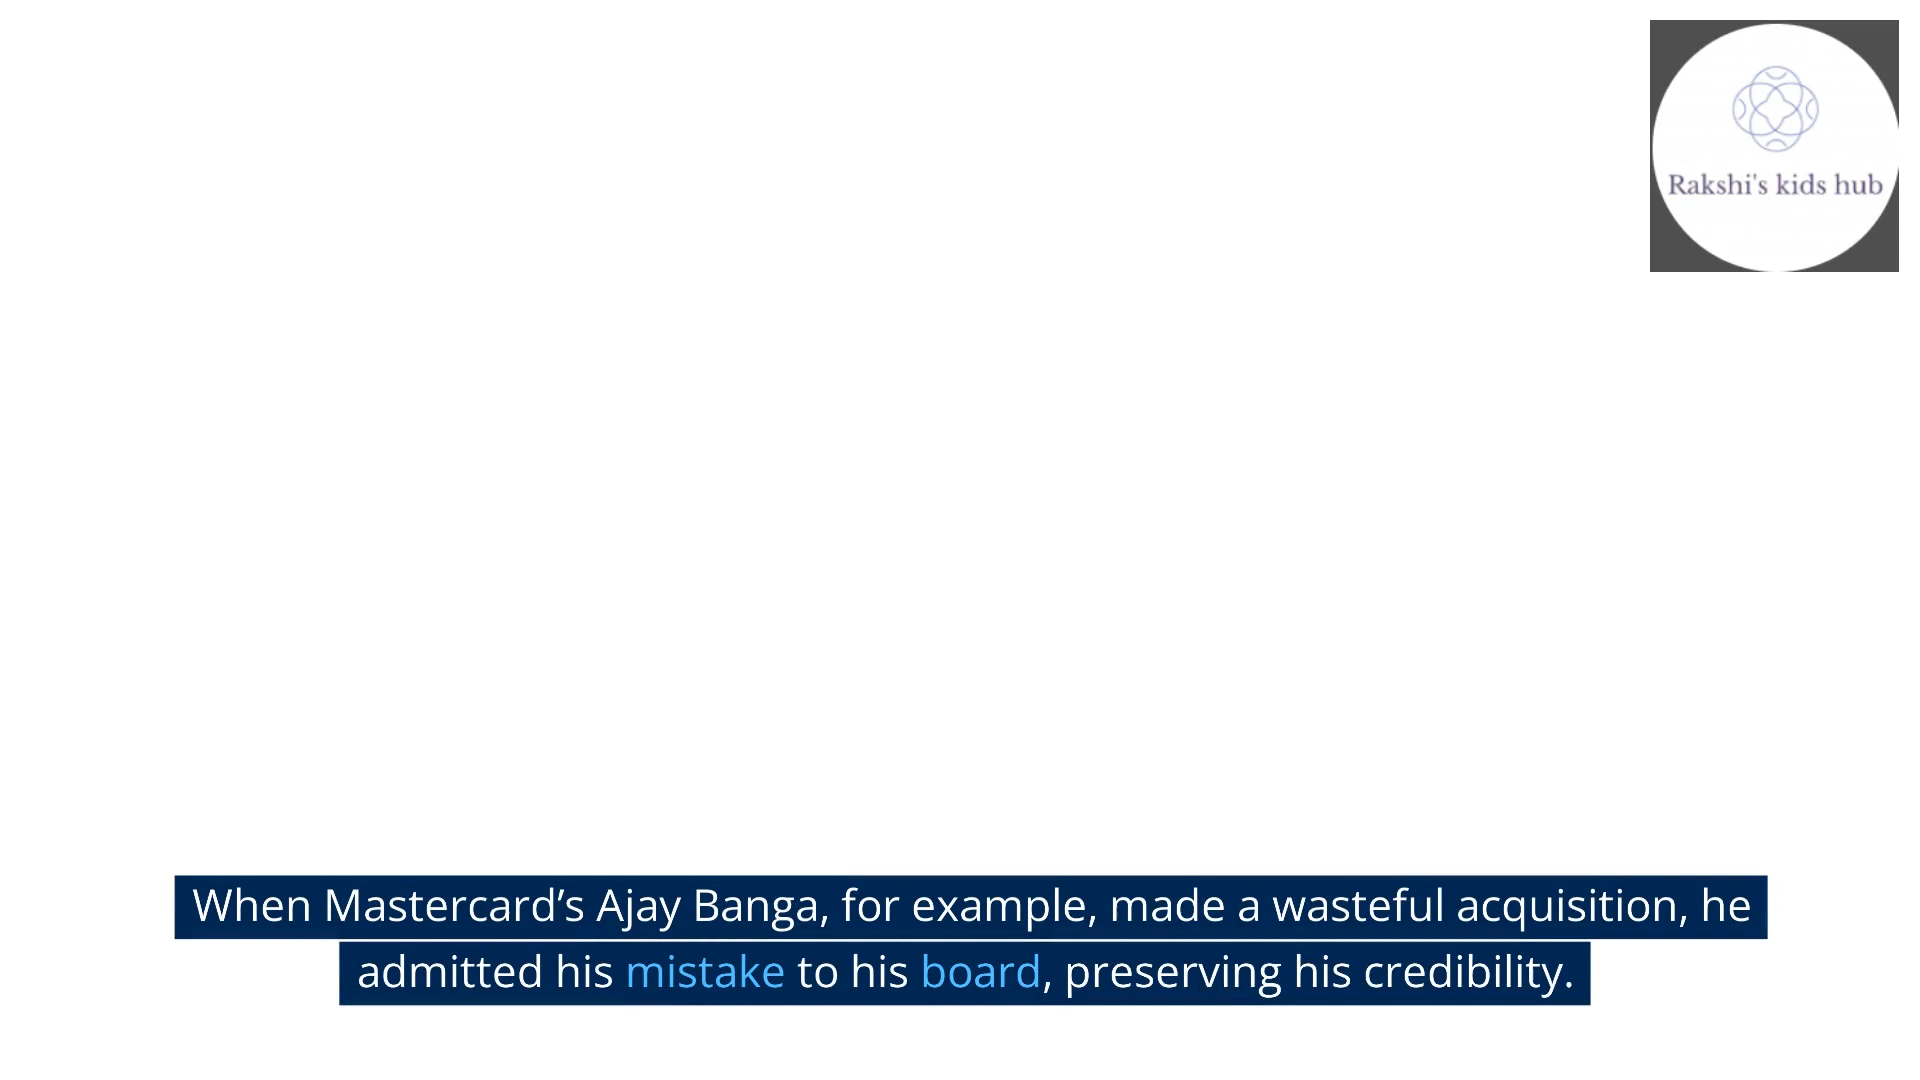 Rakshi's kids hub
When Mastercard’s Ajay Banga, for example, made a wasteful acquisition, he
admitted his mistake to his board, preserving his credibility.